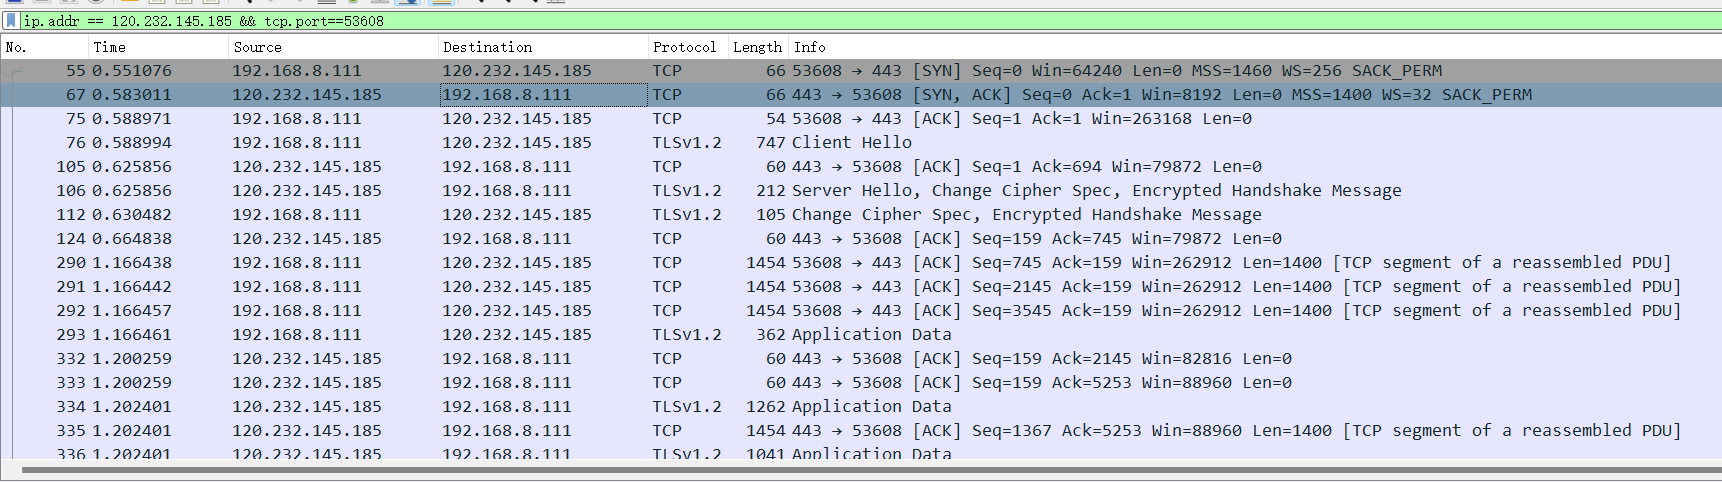 ip.addr == 120.232.145.185 && tcp.port==53608
No. Time Source Destination Protocol Length Info
55 0.551076 192.168.8.111 120.232.145.185 TCP 66 53608 → 443 [SYN] Seq=0 Win=64240 Len=0 MSS=1460 WS=256 SACK_PERM
67 0.583011 120.232.145.185 192.168.8.111 TCP 66 443 → 53608 [SYN, ACK] Seq=0 Ack=1 Win=8192 Len=0 MSS=1400 WS=32 SACK_PERM
75 0.588971 192.168.8.111 120.232.145.185 TCP 54 53608 → 443 [ACK] Seq=1 Ack=1 Win=263168 Len=0
76 0.588994 192.168.8.111 120.232.145.185 TLSv1.2 747 Client Hello
105 0.625856 120.232.145.185 192.168.8.111 TCP 60 443 → 53608 [ACK] Seq=1 Ack=694 Win=79872 Len=0
106 0.625856 120.232.145.185 192.168.8.111 TLSv1.2 212 Server Hello, Change Cipher Spec, Encrypted Handshake Message
112 0.630482 192.168.8.111 120.232.145.185 TLSv1.2 105 Change Cipher Spec, Encrypted Handshake Message
124 0.664838 120.232.145.185 192.168.8.111 TCP 60 443 → 53608 [ACK] Seq=159 Ack=745 Win=79872 Len=0
290 1.166438 192.168.8.111 120.232.145.185 TCP 1454 53608 → 443 [ACK] Seq=745 Ack=159 Win=262912 Len=1400 [TCP segment of a reassembled PDU]
291 1.166442 192.168.8.111 120.232.145.185 TCP 1454 53608 → 443 [ACK] Seq=2145 Ack=159 Win=262912 Len=1400 [TCP segment of a reassembled PDU]
292 1.166457 192.168.8.111 120.232.145.185 TCP 1454 53608 → 443 [ACK] Seq=3545 Ack=159 Win=262912 Len=1400 [TCP segment of a reassembled PDU]
293 1.166461 192.168.8.111 120.232.145.185 TLSv1.2 362 Application Data
332 1.200259 120.232.145.185 192.168.8.111 TCP 60 443 → 53608 [ACK] Seq=159 Ack=2145 Win=82816 Len=0
333 1.200259 120.232.145.185 192.168.8.111 TCP 60 443 → 53608 [ACK] Seq=159 Ack=5253 Win=88960 Len=0
334 1.202401 120.232.145.185 192.168.8.111 TLSv1.2 1262 Application Data
335 1.202401 120.232.145.185 192.168.8.111 TCP 1454 443 → 53608 [ACK] Seq=1367 Ack=5253 Win=88960 Len=1400 [TCP segment of a reassembled PDU]
336 1.202401 120.232.145.185 192.168.8.111 TLSv1.2 1041 Application Data